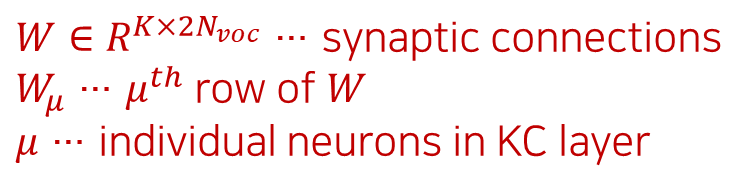 W ∈ R^{K×2N_{voc}} ⋯ synaptic connections
W_μ ⋯ μ^{th} row of W
μ ⋯ individual neurons in KC layer